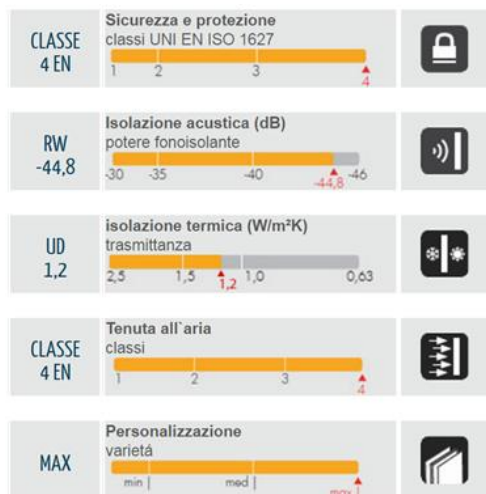 CLASSE
4 EN
Sicurezza e protezione
classi UNI EN ISO 1627
1 2 3 4
RW
-44,8
Isolazione acustica (dB)
potere fonoisolante
-30 -35 -40 -44,8 -46
UD
1,2
isolazione termica (W/m²K)
trasmittanza
2,5 1,5 1,2 1,0 0,63
CLASSE
4 EN
Tenuta all`aria
classi
1 2 3 4
MAX
Personalizzazione
varietá
min med max